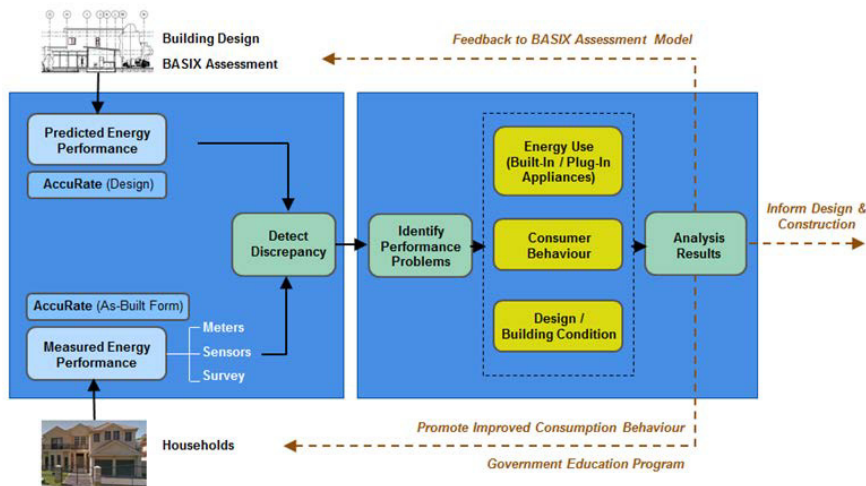 Building Design
BASIX Assessment
Feedback to BASIX Assessment Model
Predicted Energy
Performance
AccuRate (Design)
Detect
Discrepancy
AccuRate (As-Built Form)
Measured Energy
Performance
Meters
Sensors
Survey
Households
Identify
Performance
Problems
Energy Use
(Built-In / Plug-In
Appliances)
Consumer
Behaviour
Design /
Building Condition
Analysis
Results
Inform Design &
Construction
Promote Improved Consumption Behaviour
Government Education Program